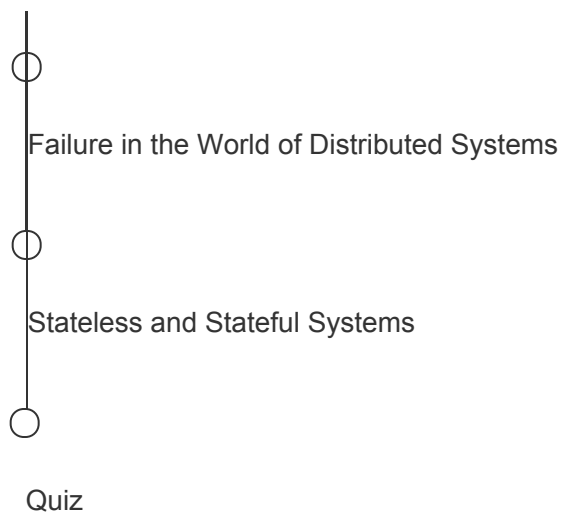 Failure in the World of Distributed Systems
Stateless and Stateful Systems
Quiz